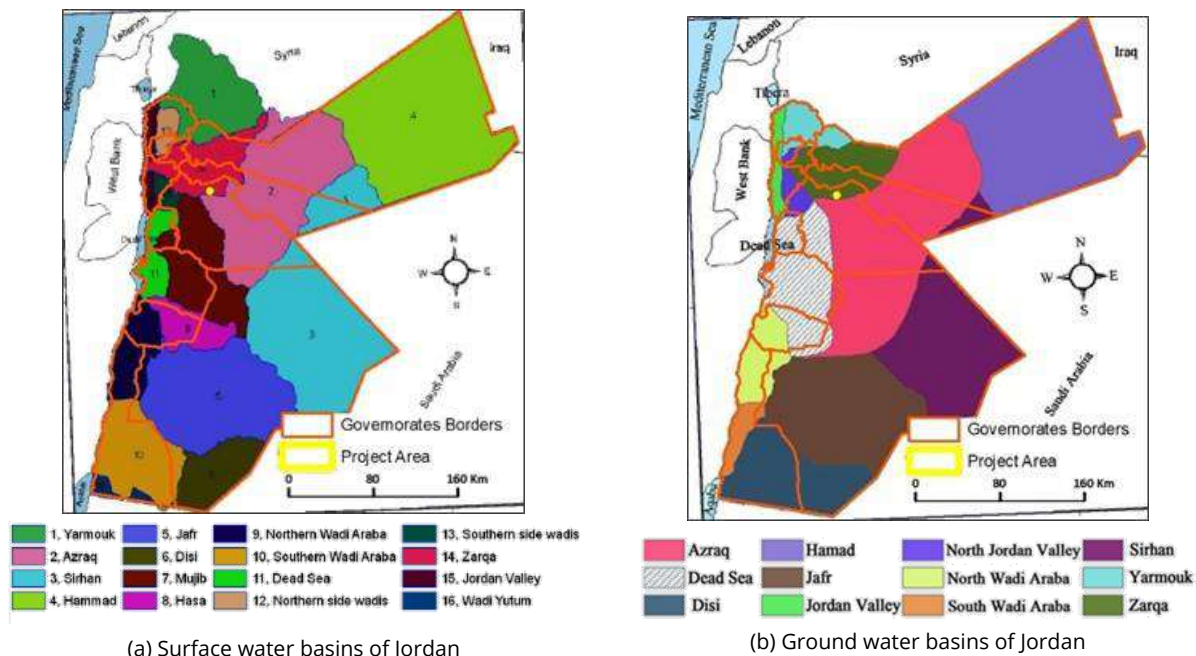 Mediterranean Sea
Lebanon
Syria
Iraq
West Bank
1
2
3
4
10
11
N
W E
S
Saudi Arabia
Governorates Borders
Project Area
0 80 160 Km
1, Yarmouk
2, Azraq
3, Sirhan
4, Hammad
5, Jafr
6, Disi
7, Mujib
8, Hasa
9, Northern Wadi Araba
10, Southern Wadi Araba
11, Dead Sea
12, Northern side wadis
13, Southern side wadis
14, Zarqa
15, Jordan Valley
16, Wadi Yutum
(a) Surface water basins of Jordan
Mediterranean Sea
Lebanon
Syria
Iraq
Tibera
West Bank
Dead Sea
N
W E
S
Saudi Arabia
Aqaba
Governorates Borders
Project Area
0 80 160 Km
Azraq
Dead Sea
Disi
Hamad
Jafr
Jordan Valley
North Jordan Valley
North Wadi Araba
South Wadi Araba
Sirhan
Yarmouk
Zarqa
(b) Ground water basins of Jordan